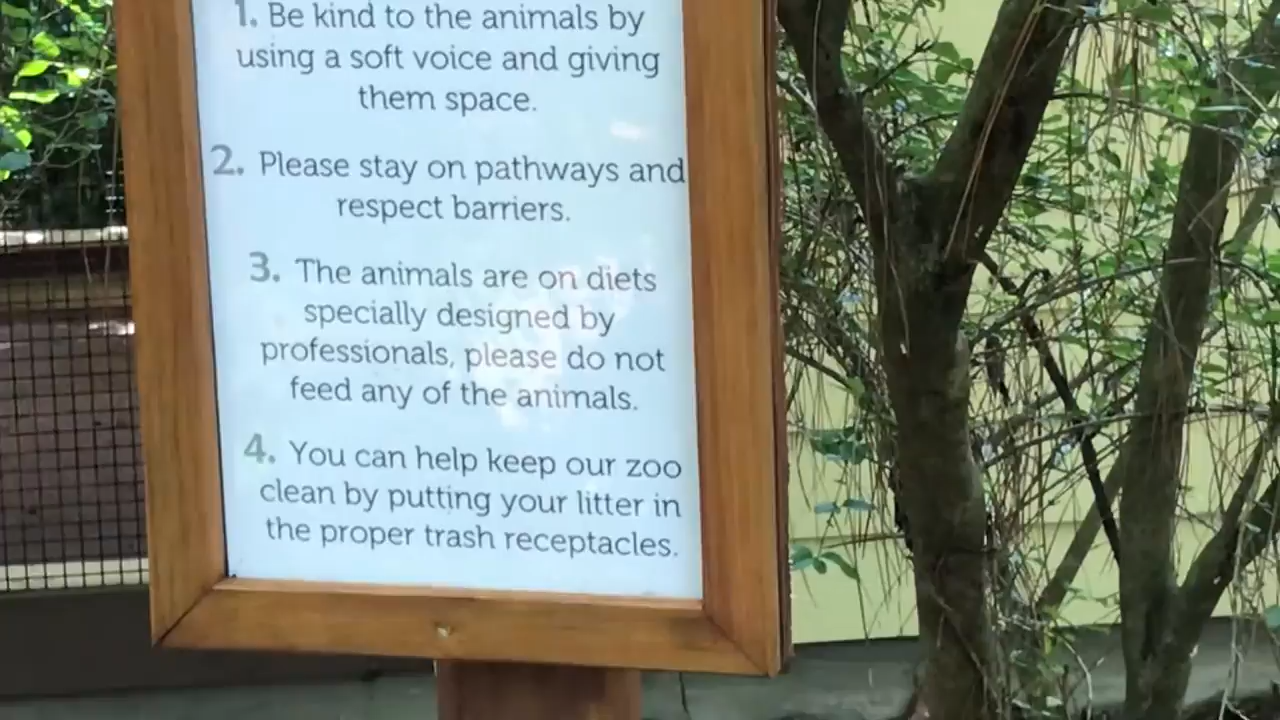 1. Be kind to the animals by
using a soft voice and giving
them space.
2. Please stay on pathways and
respect barriers.
3. The animals are on diets
specially designed by
professionals, please do not
feed any of the animals.
4. You can help keep our zoo
clean by putting your litter in
the proper trash receptacles.